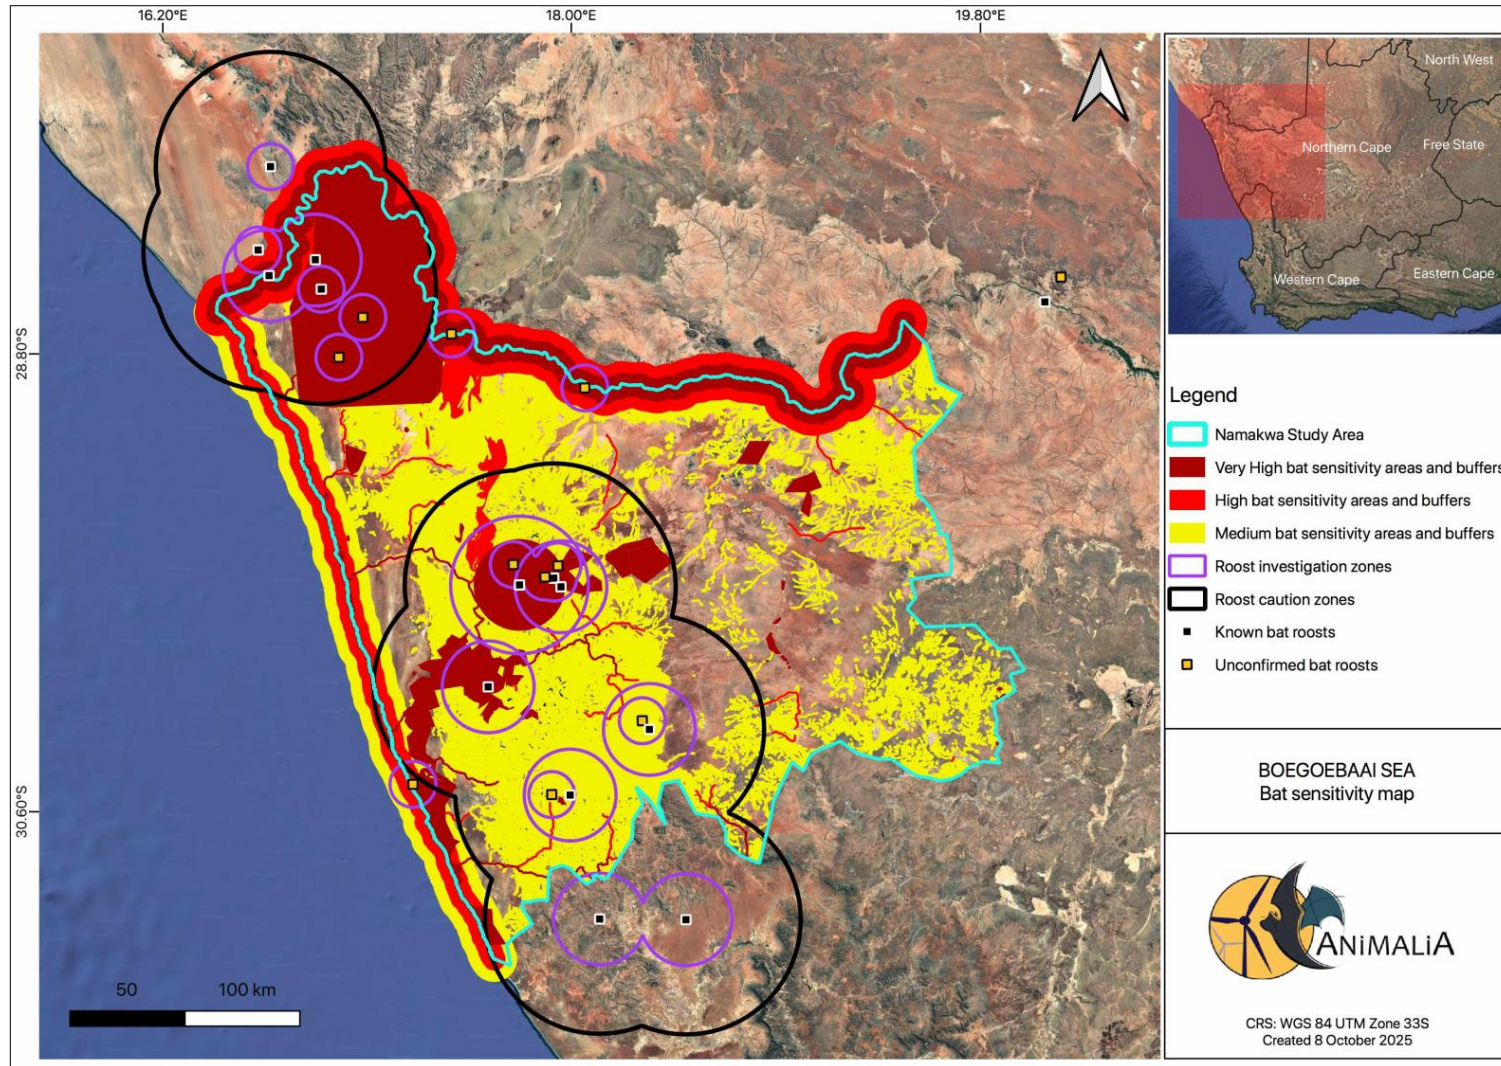 16.20°E
18.00°E
19.80°E
28.80°S
30.60°S
50
100 km
North West
Northern Cape
Free State
Western Cape
Eastern Cape
Legend
Namakwa Study Area
Very High bat sensitivity areas and buffers
High bat sensitivity areas and buffers
Medium bat sensitivity areas and buffers
Roost investigation zones
Roost caution zones
Known bat roosts
Unconfirmed bat roosts
BOEGOEBAAI SEA
Bat sensitivity map
ANiMALiA
CRS: WGS 84 UTM Zone 33S
Created 8 October 2025